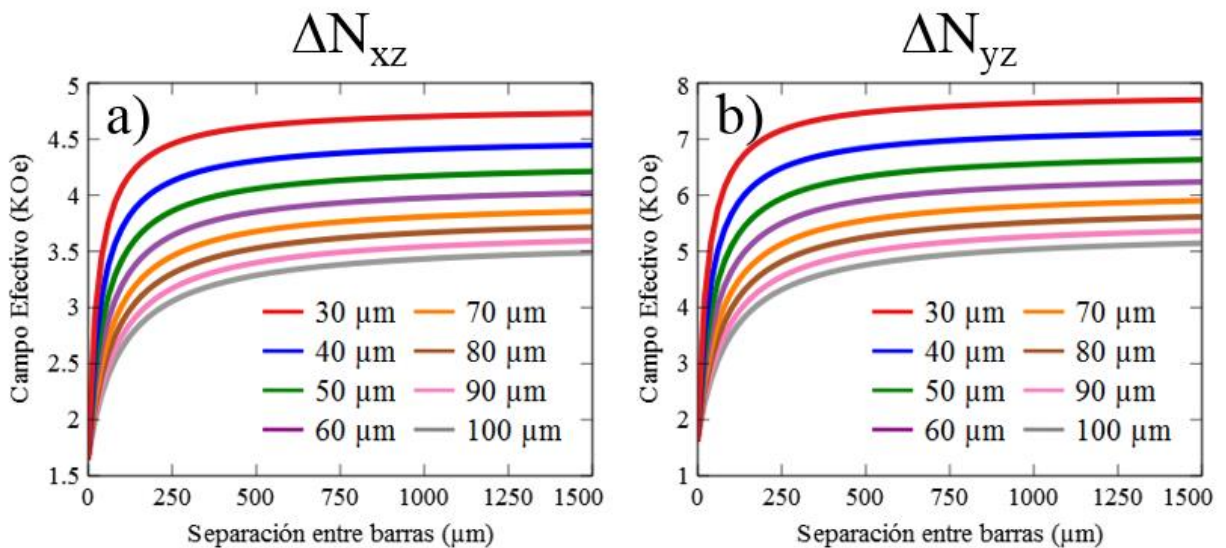 ΔN_xz
a)
Campo Efectivo (KOe)
5
4.5
4
3.5
3
2.5
2
1.5
30 µm 70 µm
40 µm 80 µm
50 µm 90 µm
60 µm 100 µm
0 250 500 750 1000 1250 1500
Separación entre barras (µm)
ΔN_yz
b)
Campo Efectivo (KOe)
8
7
6
5
4
3
2
1
30 µm 70 µm
40 µm 80 µm
50 µm 90 µm
60 µm 100 µm
0 250 500 750 1000 1250 1500
Separación entre barras (µm)